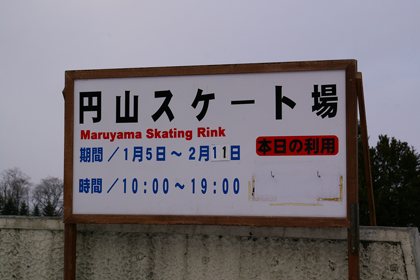 円山スケート場
Maruyama Skating Rink
期間／1月5日～2月11日
本日の利用
時間／10:00～19:00